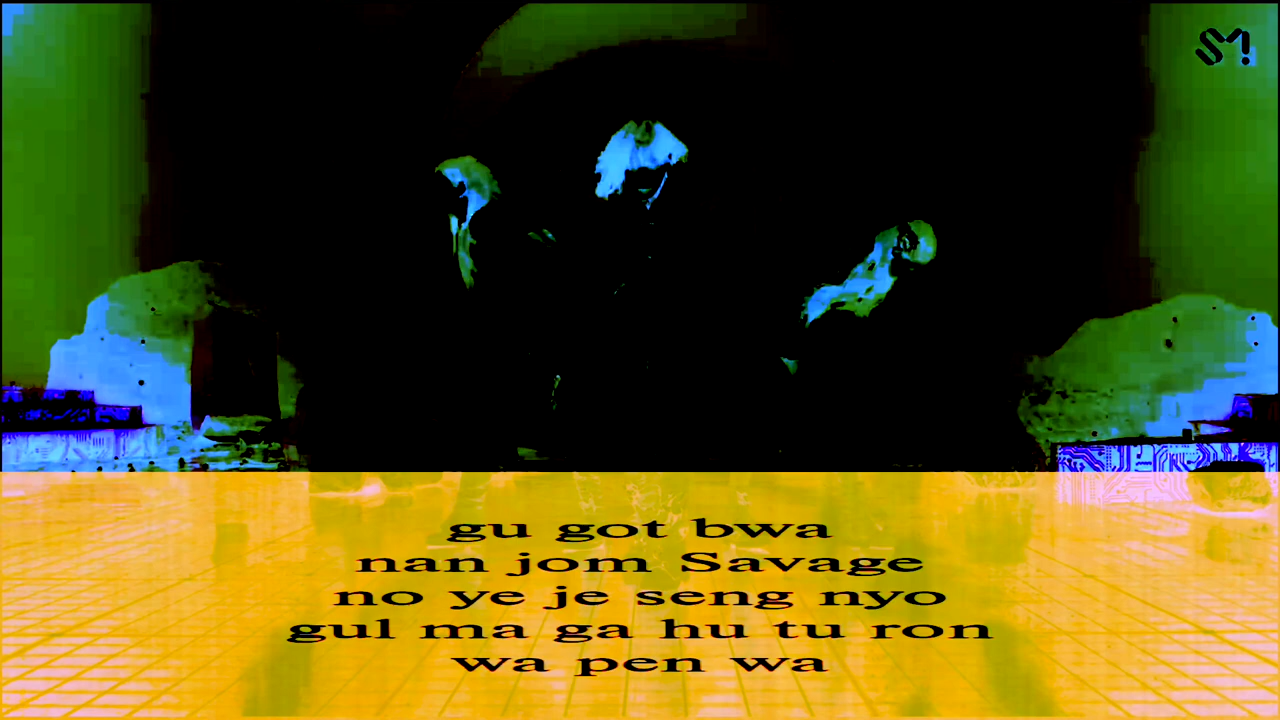 SM!
gu got bwa
nan jom Savage
no ye je seng nyo
gul ma ga hu tu ron
wa pen wa